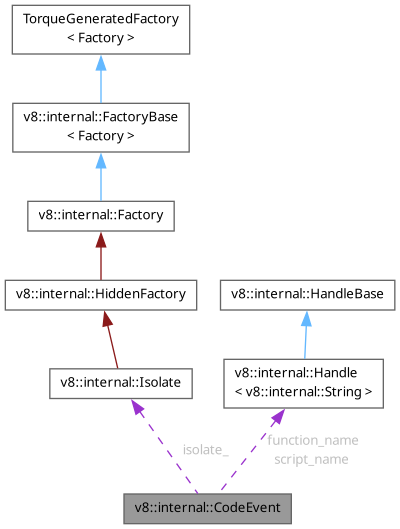 TorqueGeneratedFactory
< Factory >
v8::internal::FactoryBase
< Factory >
v8::internal::Factory
v8::internal::HiddenFactory
v8::internal::HandleBase
v8::internal::Isolate
v8::internal::Handle
< v8::internal::String >
isolate_
function_name
script_name
v8::internal::CodeEvent